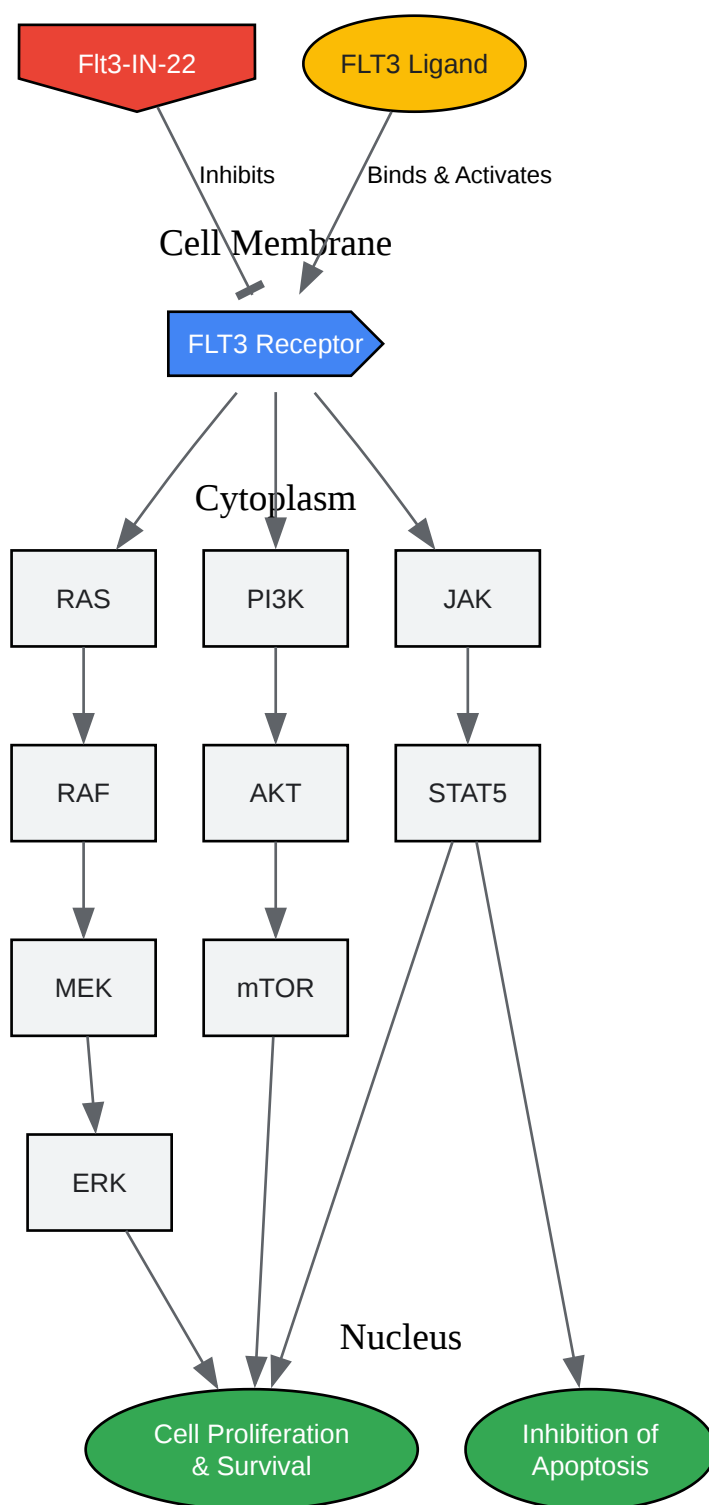 Flt3-IN-22
FLT3 Ligand
Inhibits
Binds & Activates
Cell Membrane
FLT3 Receptor
Cytoplasm
RAS
PI3K
JAK
RAF
AKT
STAT5
MEK
mTOR
ERK
Nucleus
Cell Proliferation
& Survival
Inhibition of
Apoptosis